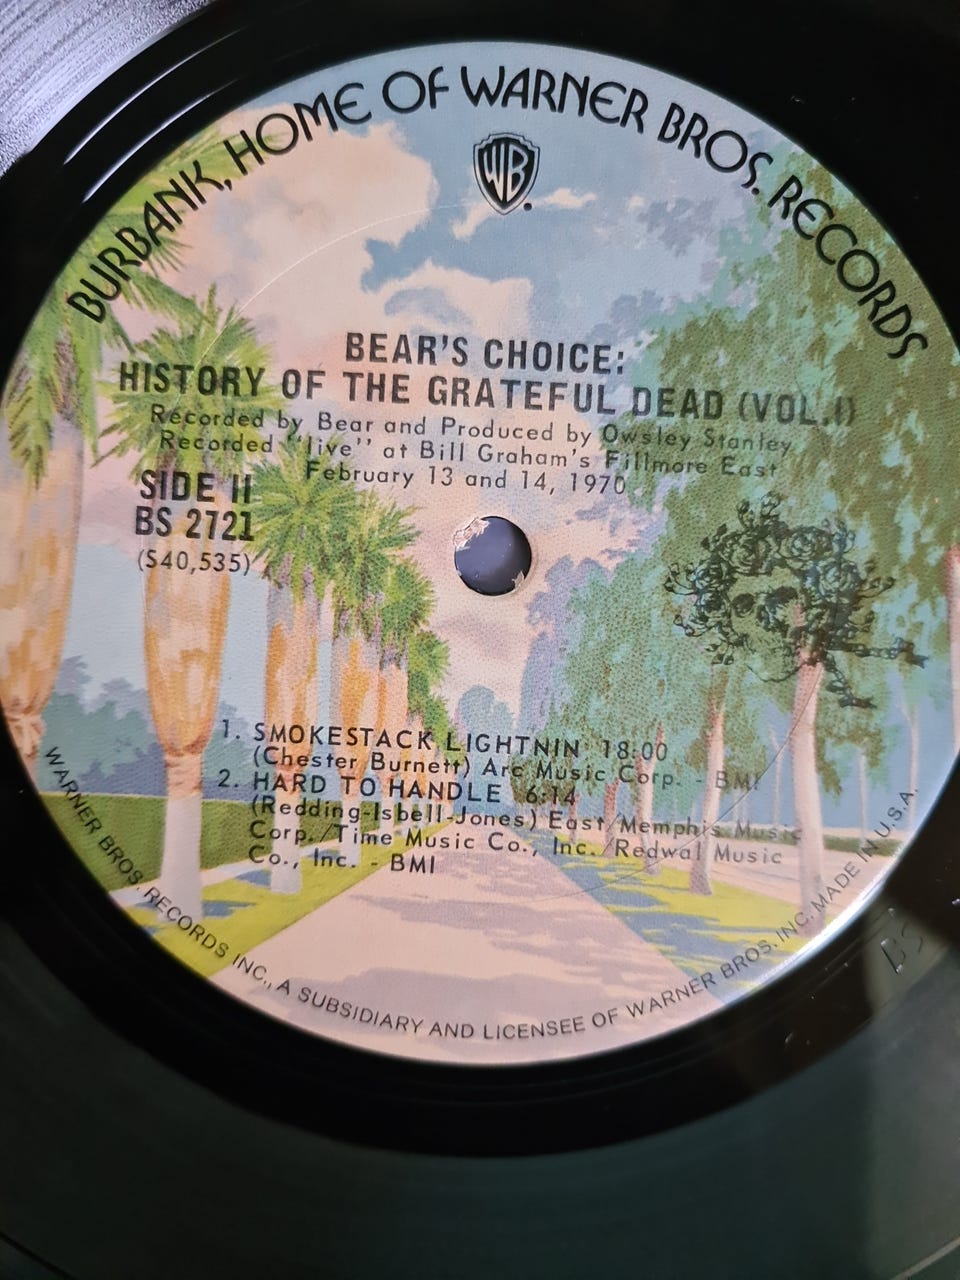 BURBANK, HOME OF WARNER BROS. RECORDS
WB
BEAR'S CHOICE:
HISTORY OF THE GRATEFUL DEAD (VOL.I)
Recorded by Bear and Produced by Owsley Stanley
Recorded "live" at Bill Graham's Fillmore East
February 13 and 14, 1970
SIDE II
BS 2721
(S40,535)
1. SMOKESTACK LIGHTNIN' 18:00
(Chester Burnett) Arc Music Corp. - BMI
2. HARD TO HANDLE 6:14
(Redding-Isbell-Jones) East/Memphis Music
Corp./Time Music Co., Inc./Redwal Music
Co., Inc. - BMI
WARNER BROS. RECORDS INC., A SUBSIDIARY AND LICENSEE OF WARNER BROS. INC. MADE IN U.S.A.